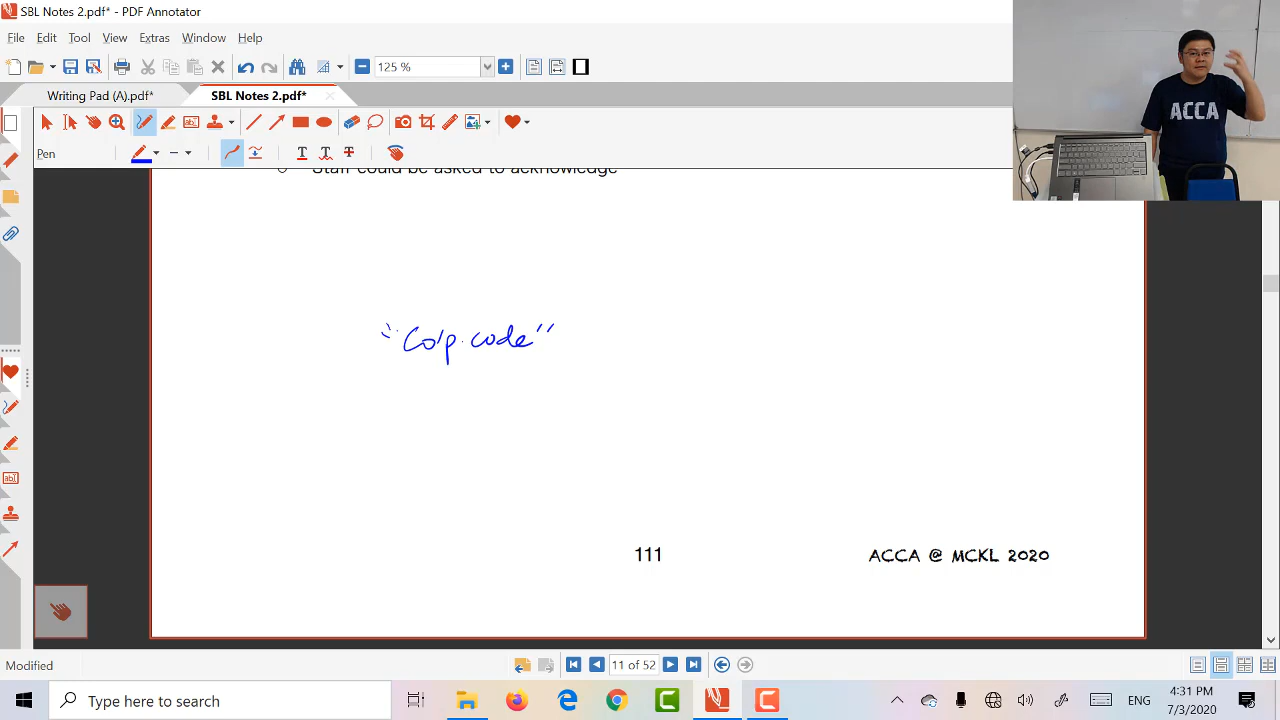 SBL Notes 2.pdf* - PDF Annotator
File Edit Tool View Extras Window Help
125 %
Writing Pad (A).pdf* SBL Notes 2.pdf*
Pen
Staff could be asked to acknowledge
"Corp. code"
111
ACCA @ MCKL 2020
ACCA
11 of 52
Modified
Type here to search
ENG
4:31 PM
7/3/2020